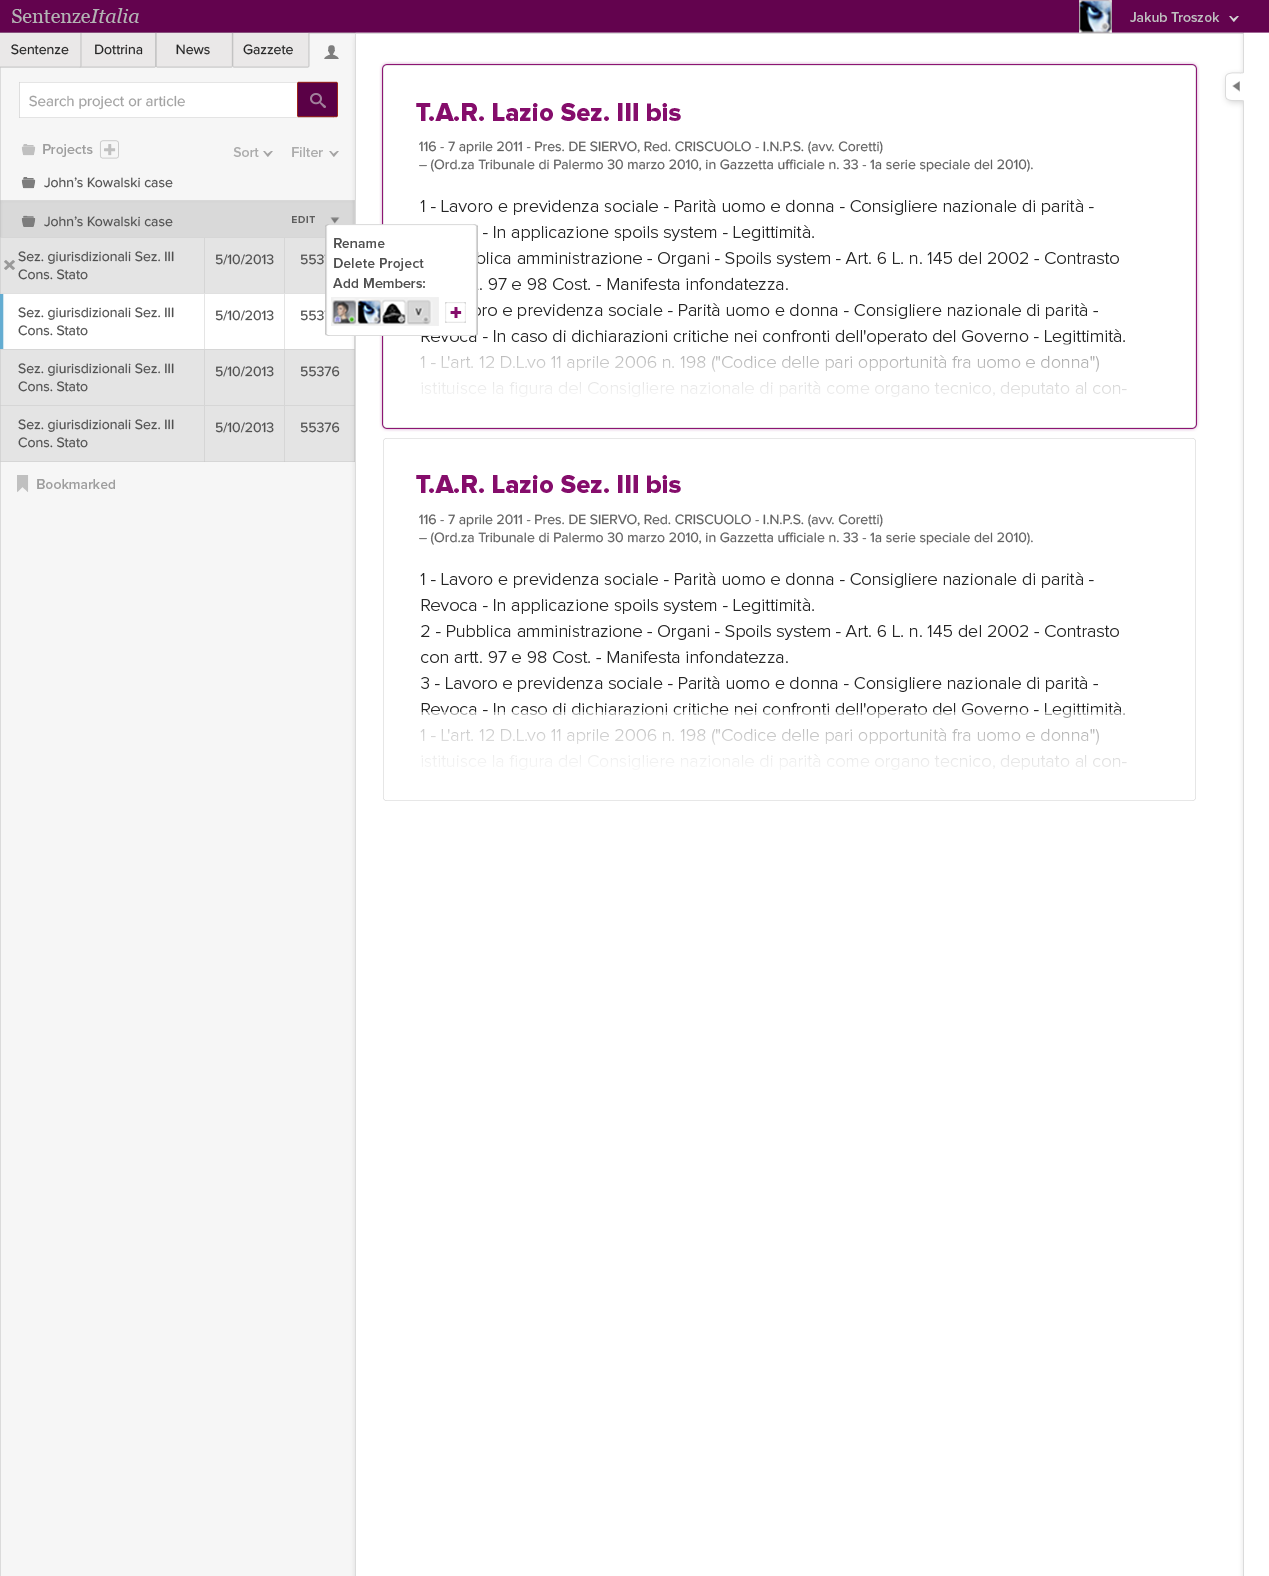 SentenzeItalia
Jakub Troszok
Sentenze
Dottrina
News
Gazzete
Search project or article
Projects
Sort
Filter
John's Kowalski case
John's Kowalski case
EDIT
Sez. giurisdizionali Sez. III
Cons. Stato
5/10/2013
Sez. giurisdizionali Sez. III
Cons. Stato
5/10/2013
Sez. giurisdizionali Sez. III
Cons. Stato
5/10/2013
55376
Sez. giurisdizionali Sez. III
Cons. Stato
5/10/2013
55376
Bookmarked
Rename
Delete Project
Add Members:
V
T.A.R. Lazio Sez. III bis
116 - 7 aprile 2011 - Pres. DE SIERVO, Red. CRISCUOLO - I.N.P.S. (avv. Coretti)
– (Ord.za Tribunale di Palermo 30 marzo 2010, in Gazzetta ufficiale n. 33 - 1a serie speciale del 2010).
1 - Lavoro e previdenza sociale - Parità uomo e donna - Consigliere nazionale di parità -
- In applicazione spoils system - Legittimità.
amministrazione - Organi - Spoils system - Art. 6 L. n. 145 del 2002 - Contrasto
97 e 98 Cost. - Manifesta infondatezza.
e previdenza sociale - Parità uomo e donna - Consigliere nazionale di parità -
Revoca - In caso di dichiarazioni critiche nei confronti dell'operato del Governo - Legittimità.
1 - L'art. 12 D.L.vo 11 aprile 2006 n. 198 ("Codice delle pari opportunità fra uomo e donna")
istituisce la figura del Consigliere nazionale di parità come organo tecnico, deputato al con-
T.A.R. Lazio Sez. III bis
116 - 7 aprile 2011 - Pres. DE SIERVO, Red. CRISCUOLO - I.N.P.S. (avv. Coretti)
– (Ord.za Tribunale di Palermo 30 marzo 2010, in Gazzetta ufficiale n. 33 - 1a serie speciale del 2010).
1 - Lavoro e previdenza sociale - Parità uomo e donna - Consigliere nazionale di parità -
Revoca - In applicazione spoils system - Legittimità.
2 - Pubblica amministrazione - Organi - Spoils system - Art. 6 L. n. 145 del 2002 - Contrasto
con artt. 97 e 98 Cost. - Manifesta infondatezza.
3 - Lavoro e previdenza sociale - Parità uomo e donna - Consigliere nazionale di parità -
Revoca - In caso di dichiarazioni critiche nei confronti dell'operato del Governo - Legittimità.
1 - L'art. 12 D.L.vo 11 aprile 2006 n. 198 ("Codice delle pari opportunità fra uomo e donna")
istituisce la figura del Consigliere nazionale di parità come organo tecnico, deputato al con-